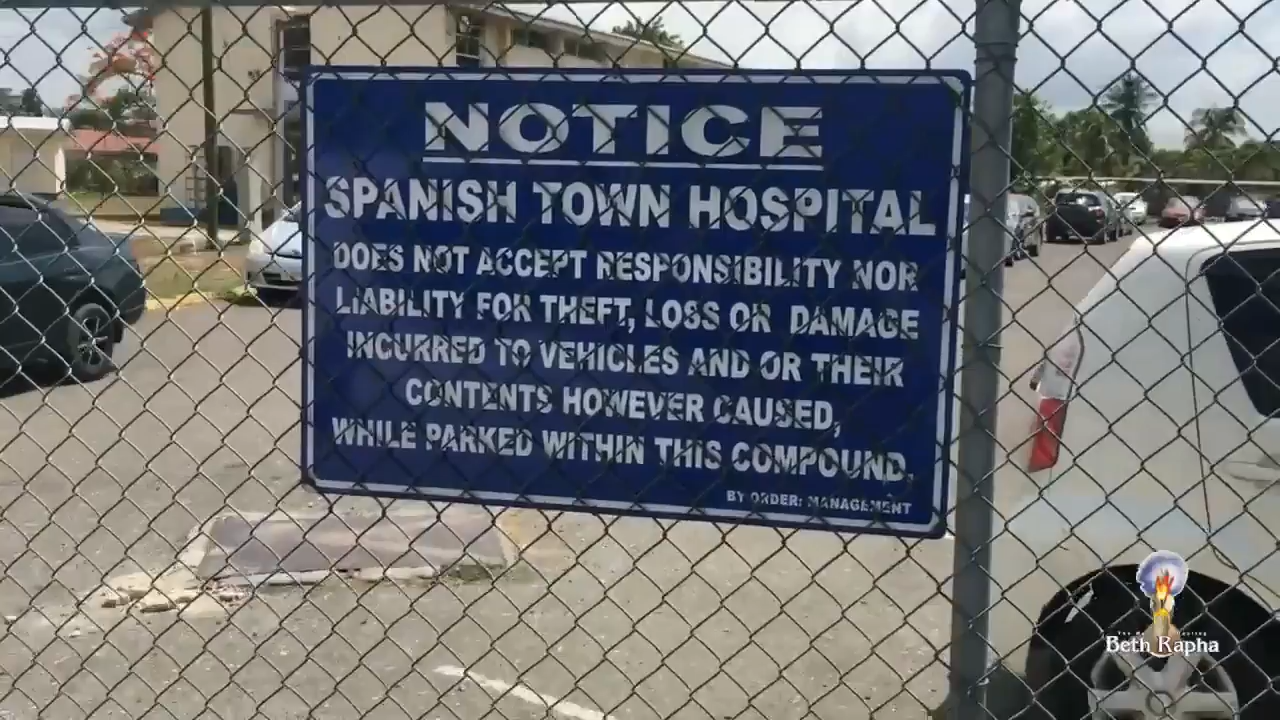 NOTICE
SPANISH TOWN HOSPITAL
DOES NOT ACCEPT RESPONSIBILITY NOR
LIABILITY FOR THEFT, LOSS OR DAMAGE
INCURRED TO VEHICLES AND OR THEIR
CONTENTS HOWEVER CAUSED,
WHILE PARKED WITHIN THIS COMPOUND.
BY ORDER: MANAGEMENT
Beth Rapha